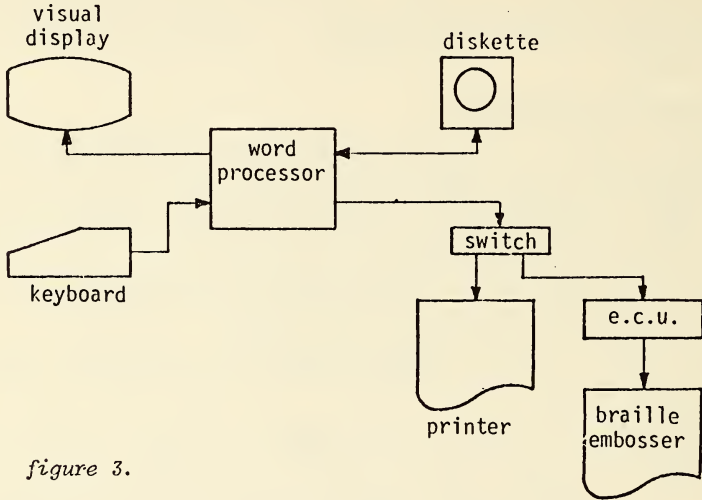 visual
display
diskette
word
processor
switch
keyboard
e.c.u.
printer
braille
embosser
figure 3.